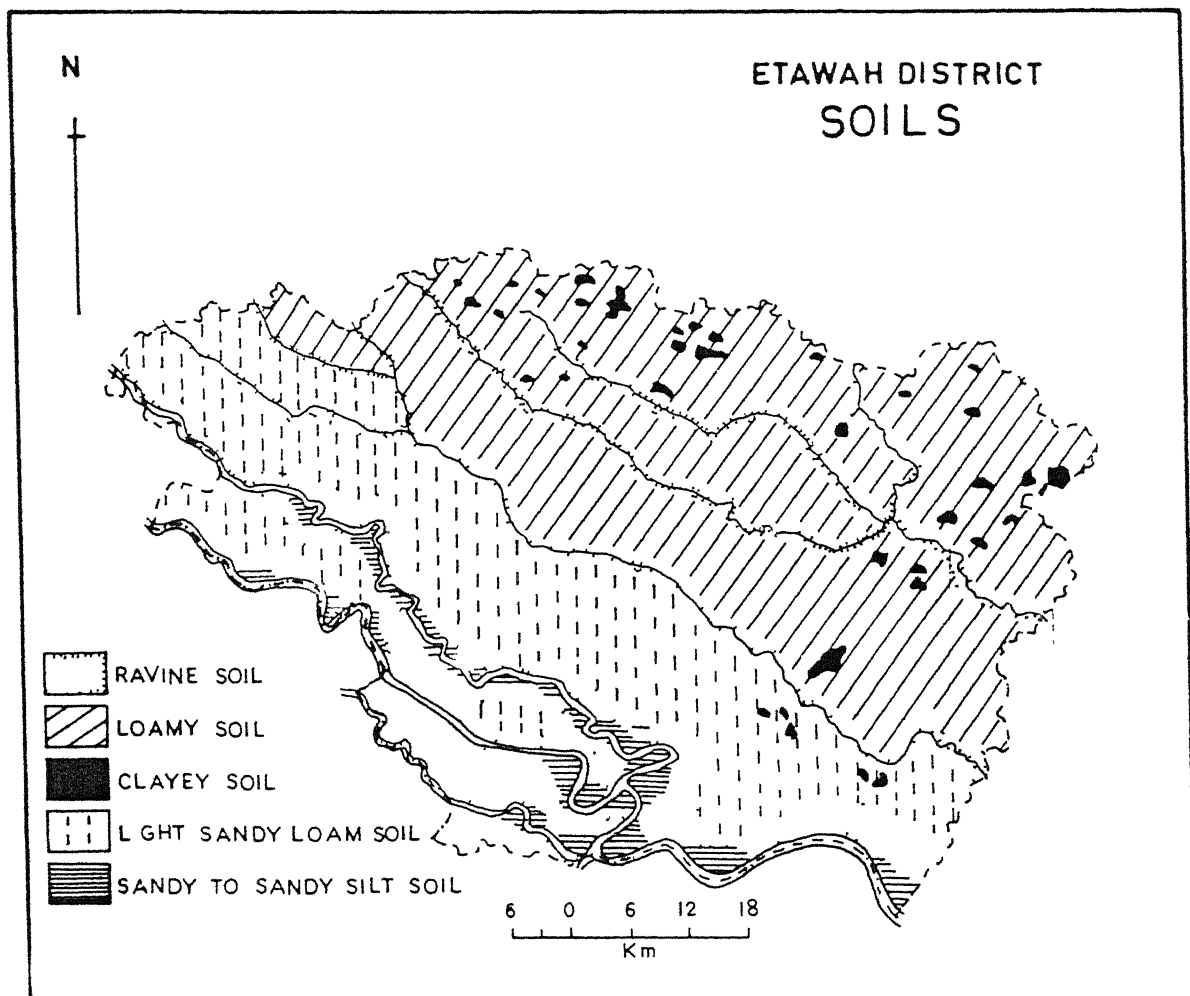 N
ETAWAH DISTRICT
SOILS
RAVINE SOIL
LOAMY SOIL
CLAYEY SOIL
L GHT SANDY LOAM SOIL
SANDY TO SANDY SILT SOIL
6 0 6 12 18
Km